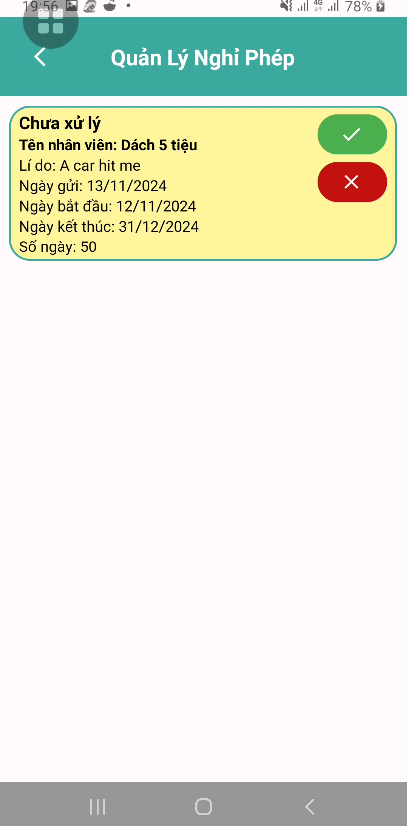 19:56 4G 78%
Quản Lý Nghỉ Phép
Chưa xử lý
Tên nhân viên: Dách 5 tiệu
Lí do: A car hit me
Ngày gửi: 13/11/2024
Ngày bắt đầu: 12/11/2024
Ngày kết thúc: 31/12/2024
Số ngày: 50